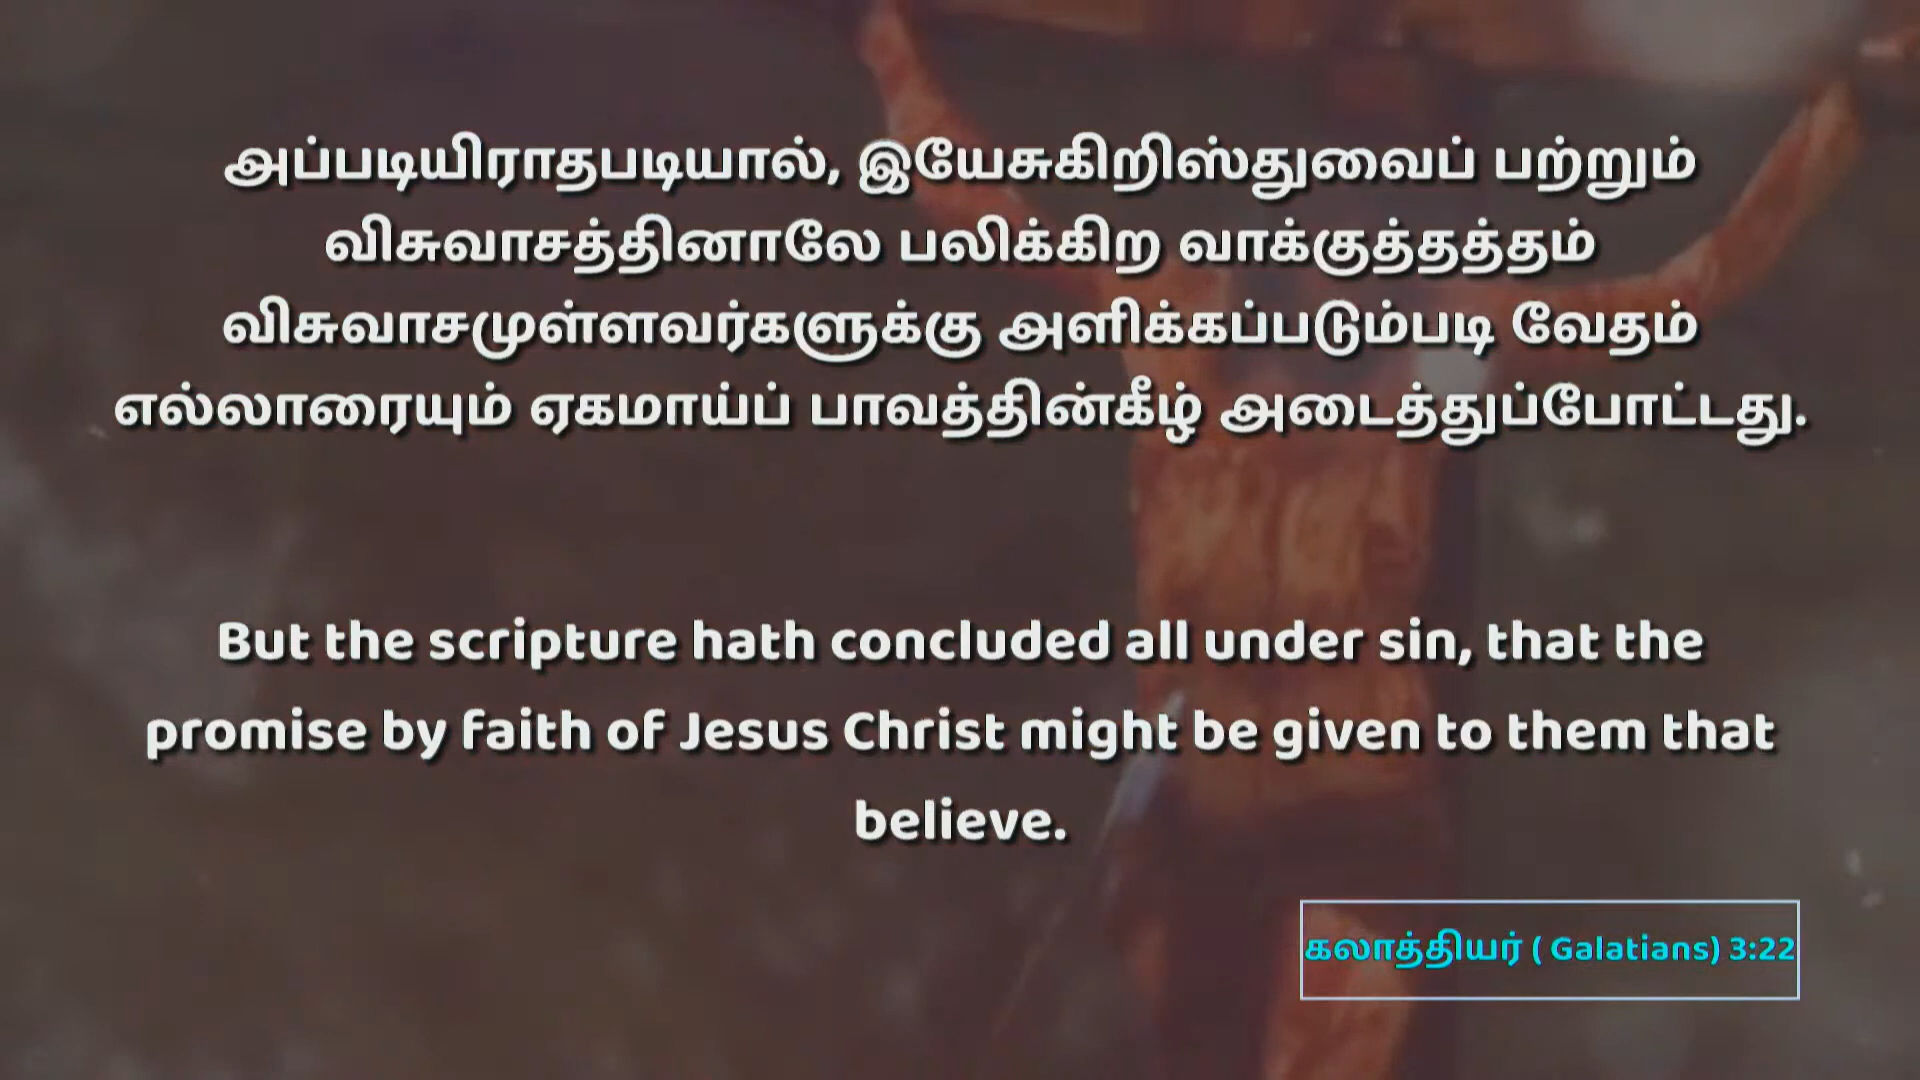 அப்படியிராதபடியால், இயேசுகிறிஸ்துவைப் பற்றும்
விசுவாசத்தினாலே பலிக்கிற வாக்குத்தத்தம்
விசுவாசமுள்ளவர்களுக்கு அளிக்கப்படும்படி வேதம்
எல்லாரையும் ஏகமாய்ப் பாவத்தின்கீழ் அடைத்துப்போட்டது.
But the scripture hath concluded all under sin, that the
promise by faith of Jesus Christ might be given to them that
believe.
கலாத்தியர் ( Galatians) 3:22